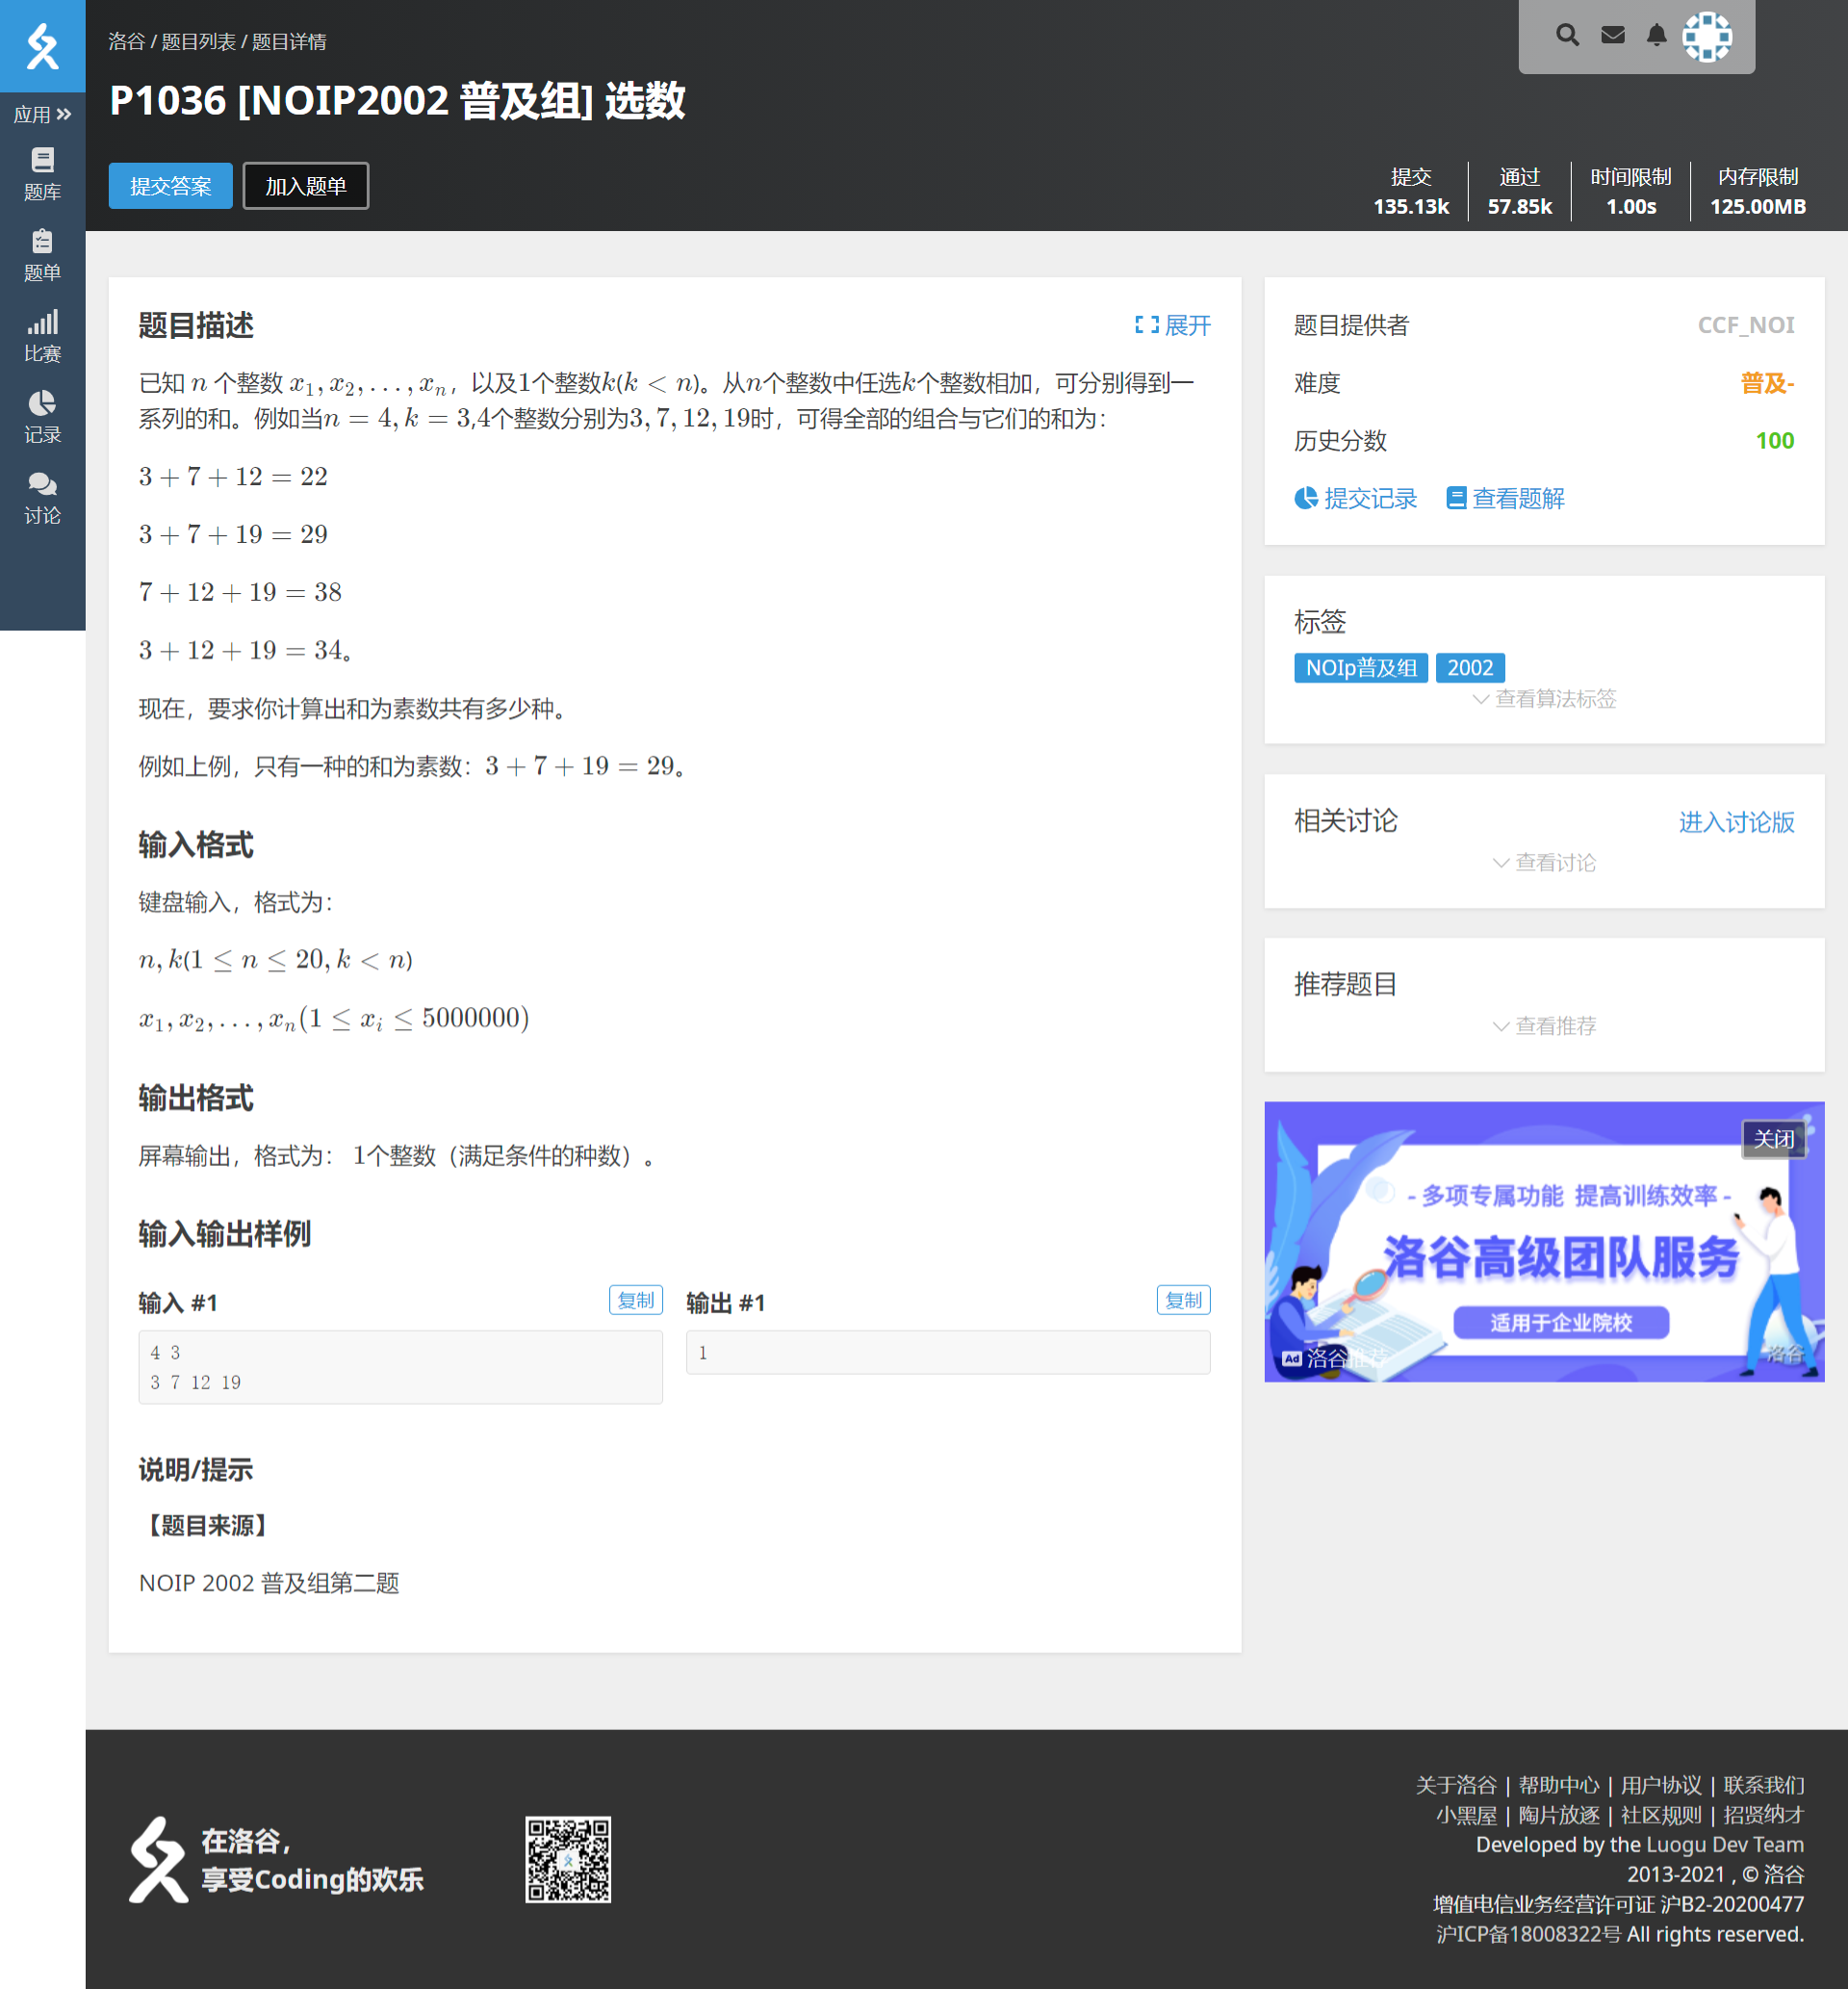 洛谷 / 题目列表 / 题目详情
P1036 [NOIP2002 普及组] 选数
应用
题库
题单
比赛
记录
讨论
提交答案
加入题单
提交
135.13k
通过
57.85k
时间限制
1.00s
内存限制
125.00MB
题目描述
展开
已知 n 个整数 x₁, x₂, …, xₙ，以及1个整数k(k < n)。从n个整数中任选k个整数相加，可分别得到一
系列的和。例如当n = 4, k = 3,4个整数分别为3, 7, 12, 19时，可得全部的组合与它们的和为：
3 + 7 + 12 = 22
3 + 7 + 19 = 29
7 + 12 + 19 = 38
3 + 12 + 19 = 34。
现在，要求你计算出和为素数共有多少种。
例如上例，只有一种的和为素数：3 + 7 + 19 = 29。
输入格式
键盘输入，格式为：
n, k(1 ≤ n ≤ 20, k < n)
x₁, x₂, …, xₙ(1 ≤ xᵢ ≤ 5000000)
输出格式
屏幕输出，格式为： 1个整数（满足条件的种数）。
输入输出样例
输入 #1
复制
4 3
3 7 12 19
输出 #1
复制
1
说明/提示
【题目来源】
NOIP 2002 普及组第二题
题目提供者
CCF_NOI
难度
普及-
历史分数
100
提交记录
查看题解
标签
NOIp普及组
2002
查看算法标签
相关讨论
进入讨论版
查看讨论
推荐题目
查看推荐
关闭
- 多项专属功能 提高训练效率 -
洛谷高级团队服务
适用于企业院校
Ad 洛谷推荐
洛谷
在洛谷，
享受Coding的欢乐
关于洛谷 | 帮助中心 | 用户协议 | 联系我们
小黑屋 | 陶片放逐 | 社区规则 | 招贤纳才
Developed by the Luogu Dev Team
2013-2021 , © 洛谷
增值电信业务经营许可证 沪B2-20200477
沪ICP备18008322号 All rights reserved.